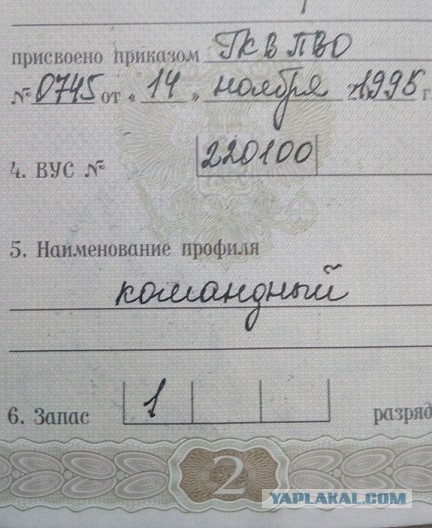 присвоено приказом ГК В ПВО
№ 0745 от « 14 » ноября 1995 г
4. ВУС № 220100
5. Наименование профиля
командный
6. Запас 1 разряд
2
YAPLAKAL.COM